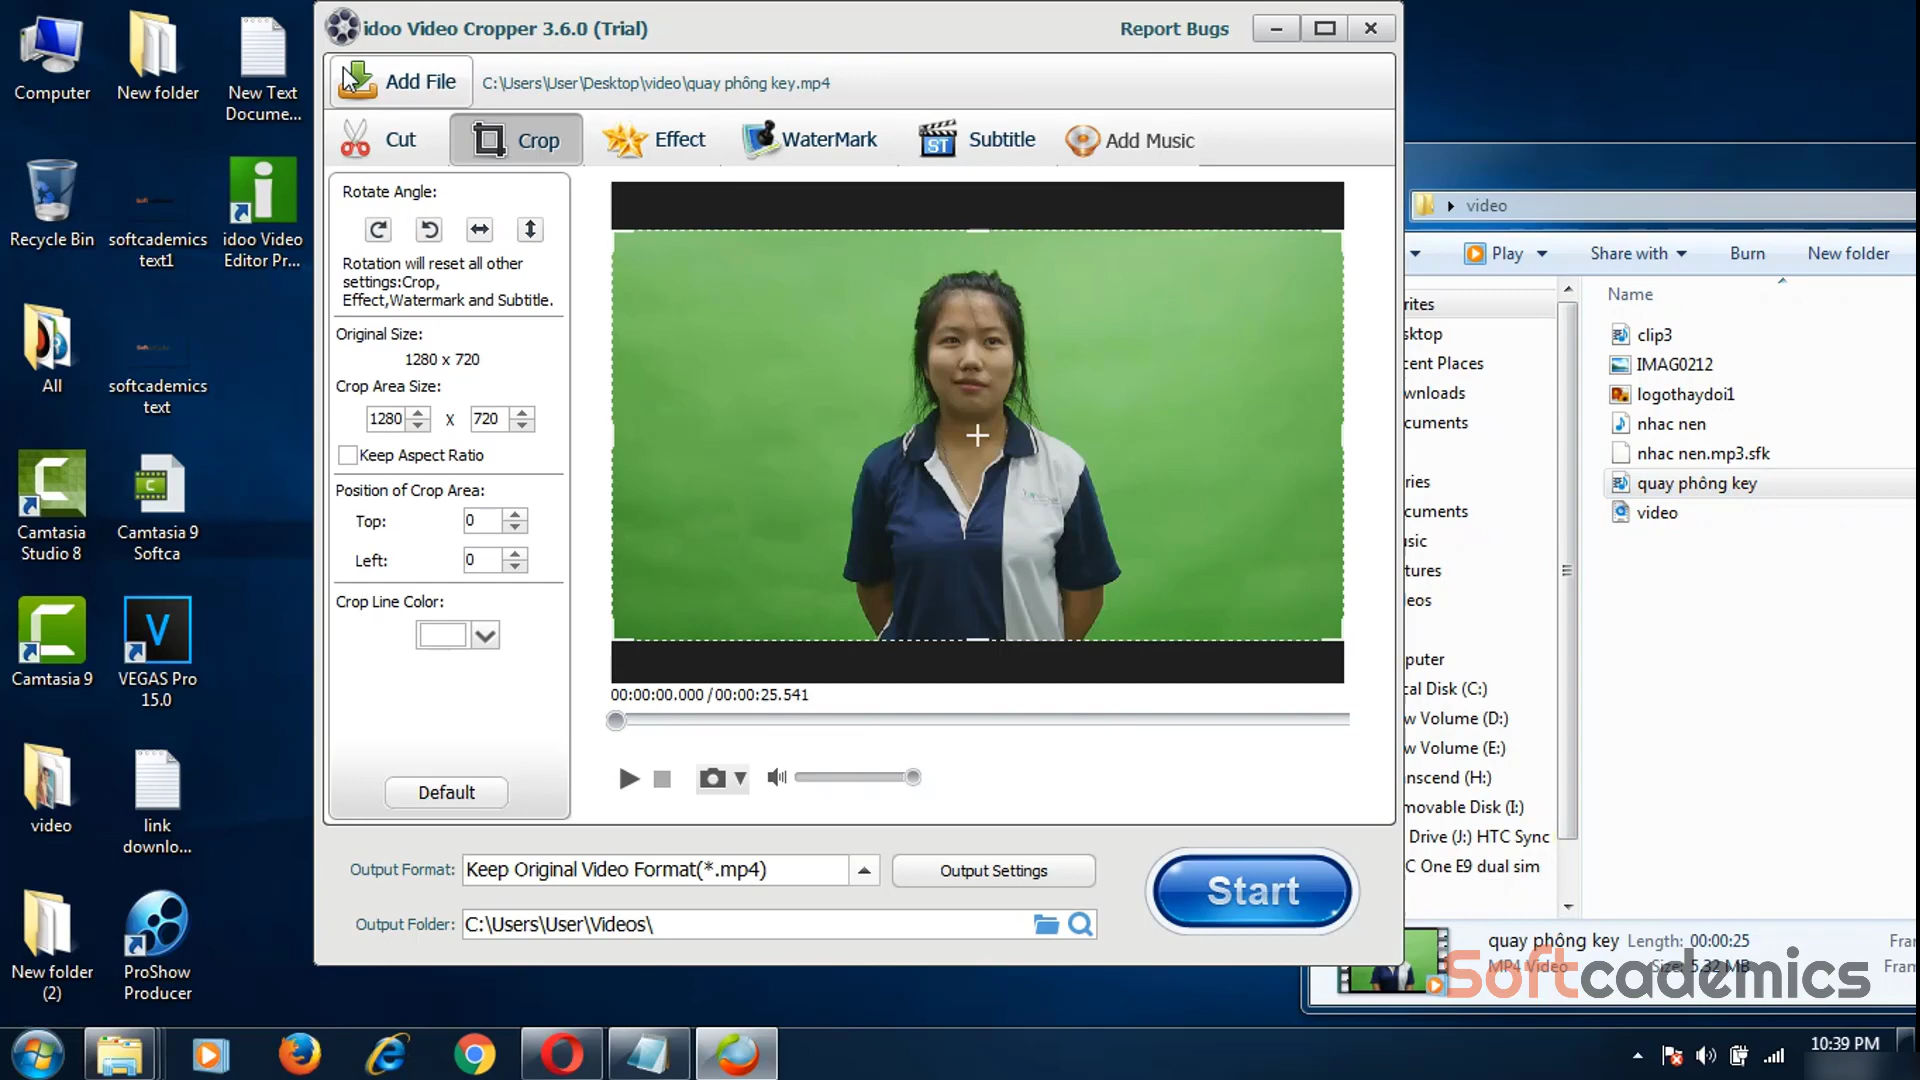 Computer
New folder
New Text
Docume...
Recycle Bin
softcademics
text1
idoo Video
Editor Pr...
All
softcademics
text
Camtasia
Studio 8
Camtasia 9
Softca
Camtasia 9
VEGAS Pro
15.0
video
link
downlo...
New folder
(2)
ProShow
Producer
idoo Video Cropper 3.6.0 (Trial)
Report Bugs
Add File
C:\Users\User\Desktop\video\quay phông key.mp4
Cut
Crop
Effect
WaterMark
ST
Subtitle
Add Music
Rotate Angle:
Rotation will reset all other
settings:Crop,
Effect,Watermark and Subtitle.
Original Size:
1280 x 720
Crop Area Size:
1280 X 720
Keep Aspect Ratio
Position of Crop Area:
Top: 0
Left: 0
Crop Line Color:
Default
00:00:00.000 / 00:00:25.541
Output Format: Keep Original Video Format(*.mp4)
Output Settings
Output Folder: C:\Users\User\Videos\
Start
video
Play
Share with
Burn
New folder
rites
sktop
cent Places
wnloads
cuments
ries
cuments
sic
tures
eos
puter
cal Disk (C:)
w Volume (D:)
w Volume (E:)
nscend (H:)
movable Disk (I:)
Drive (J:) HTC Sync
C One E9 dual sim
Name
clip3
IMAG0212
logothaydoi1
nhac nen
nhac nen.mp3.sfk
quay phông key
video
quay phông key Length: 00:00:25 Fra
MP4 Video Size: 5.32 MB Fram
Softcademics
10:39 PM